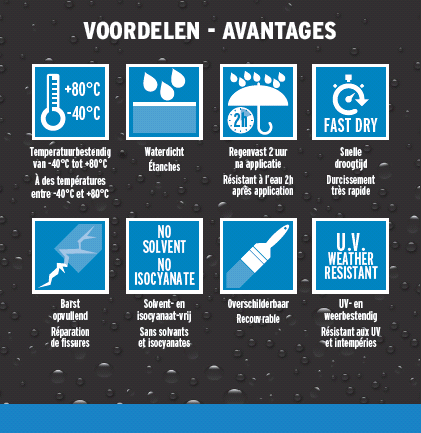 VOORDELEN - AVANTAGES
+80°C
-40°C
Temperatuurbestendig
van -40°C tot +80°C
À des températures
entre -40°C et +80°C
Waterdicht
Étanches
2h
Regenvast 2 uur
na applicatie
Résistant à l'eau 2h
après application
FAST DRY
Snelle
droogtijd
Durcissement
très rapide
Barst
opvullend
Réparation
de fissures
NO
SOLVENT
NO
ISOCYANATE
Solvent- en
isocyanaat-vrij
Sans solvants
et isocyanates
Overschilderbaar
Recouvrable
U.V.
WEATHER
RESISTANT
UV- en
weerbestendig
Résistant aux UV
et intempéries